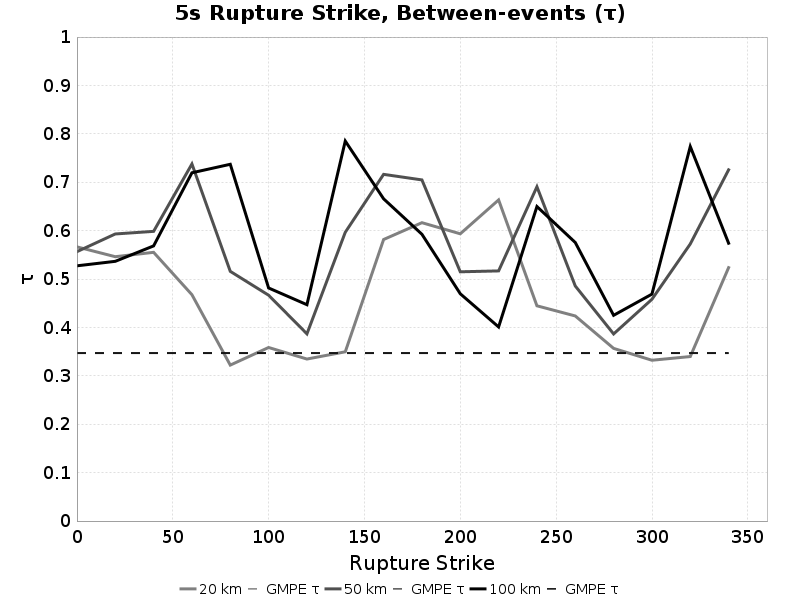 5s Rupture Strike, Between-events (τ)
1
0.9
0.8
0.7
0.6
0.5
0.4
0.3
0.2
0.1
0
τ
0 50 100 150 200 250 300 350
Rupture Strike
20 km GMPE τ 50 km GMPE τ 100 km GMPE τ